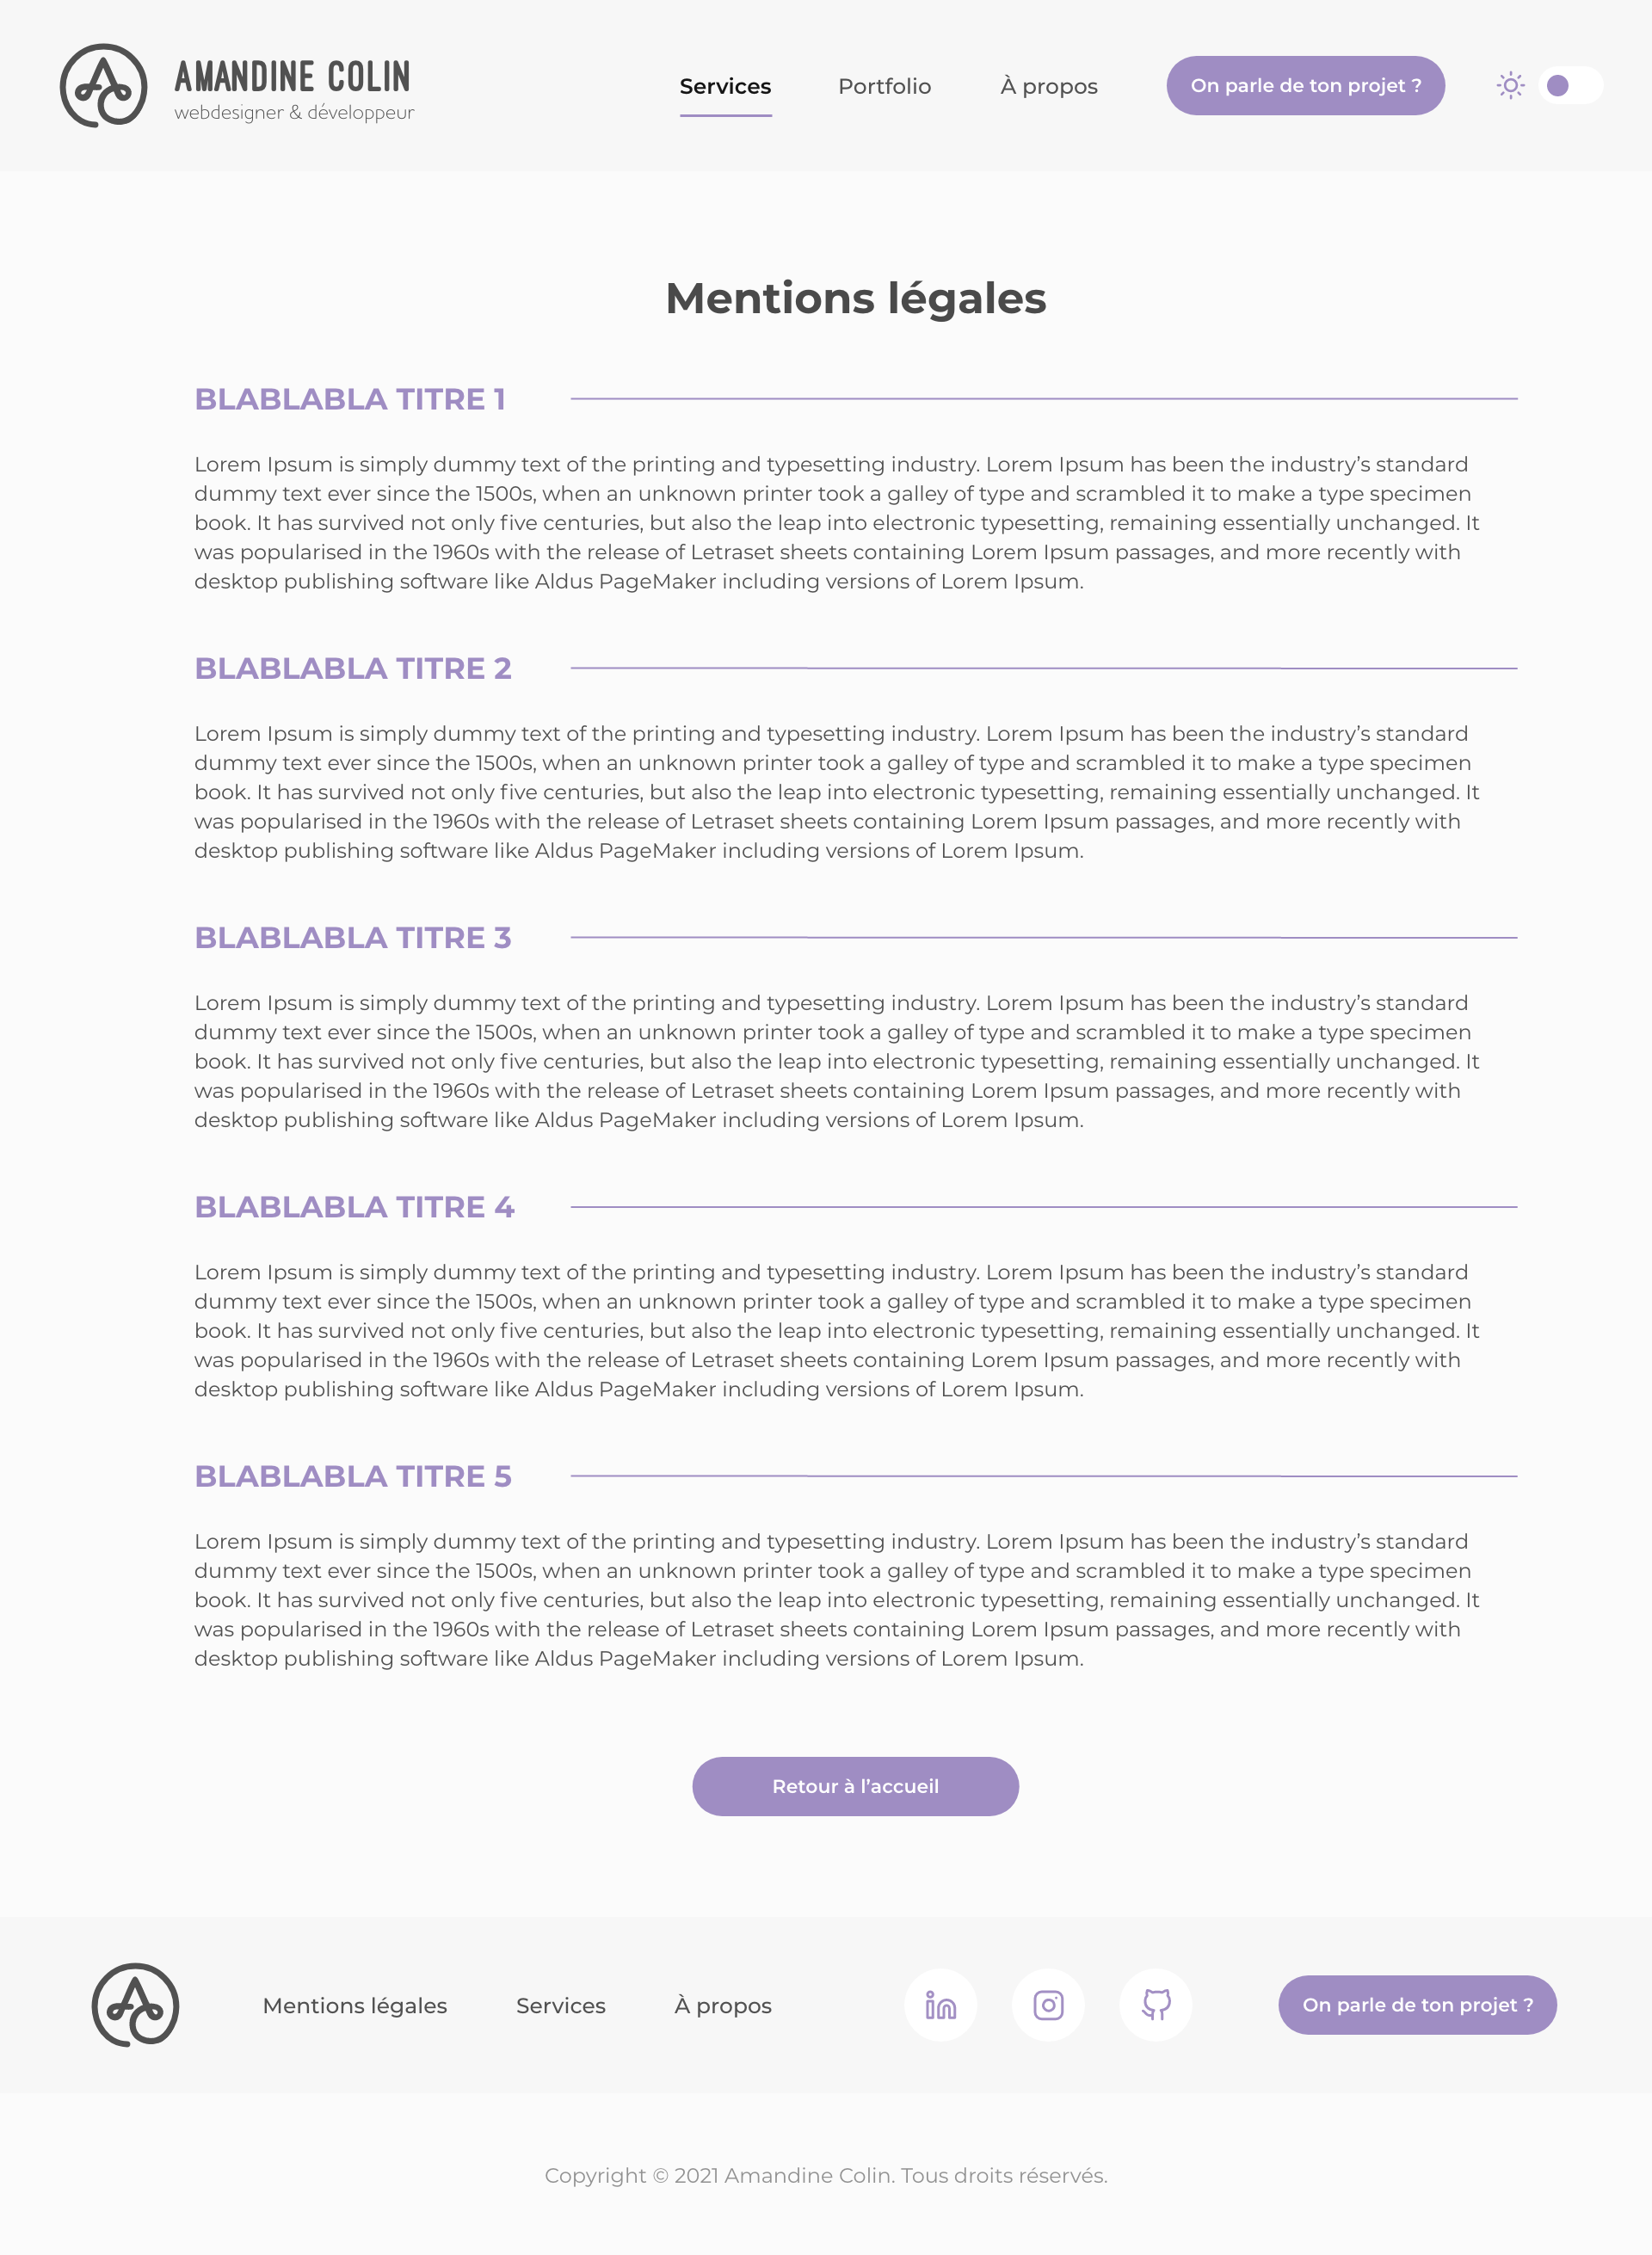 AMANDINE COLIN
webdesigner & développeur
Services
Portfolio
À propos
On parle de ton projet ?
Mentions légales
BLABLABLA TITRE 1
Lorem Ipsum is simply dummy text of the printing and typesetting industry. Lorem Ipsum has been the industry’s standard
dummy text ever since the 1500s, when an unknown printer took a galley of type and scrambled it to make a type specimen
book. It has survived not only five centuries, but also the leap into electronic typesetting, remaining essentially unchanged. It
was popularised in the 1960s with the release of Letraset sheets containing Lorem Ipsum passages, and more recently with
desktop publishing software like Aldus PageMaker including versions of Lorem Ipsum.
BLABLABLA TITRE 2
Lorem Ipsum is simply dummy text of the printing and typesetting industry. Lorem Ipsum has been the industry’s standard
dummy text ever since the 1500s, when an unknown printer took a galley of type and scrambled it to make a type specimen
book. It has survived not only five centuries, but also the leap into electronic typesetting, remaining essentially unchanged. It
was popularised in the 1960s with the release of Letraset sheets containing Lorem Ipsum passages, and more recently with
desktop publishing software like Aldus PageMaker including versions of Lorem Ipsum.
BLABLABLA TITRE 3
Lorem Ipsum is simply dummy text of the printing and typesetting industry. Lorem Ipsum has been the industry’s standard
dummy text ever since the 1500s, when an unknown printer took a galley of type and scrambled it to make a type specimen
book. It has survived not only five centuries, but also the leap into electronic typesetting, remaining essentially unchanged. It
was popularised in the 1960s with the release of Letraset sheets containing Lorem Ipsum passages, and more recently with
desktop publishing software like Aldus PageMaker including versions of Lorem Ipsum.
BLABLABLA TITRE 4
Lorem Ipsum is simply dummy text of the printing and typesetting industry. Lorem Ipsum has been the industry’s standard
dummy text ever since the 1500s, when an unknown printer took a galley of type and scrambled it to make a type specimen
book. It has survived not only five centuries, but also the leap into electronic typesetting, remaining essentially unchanged. It
was popularised in the 1960s with the release of Letraset sheets containing Lorem Ipsum passages, and more recently with
desktop publishing software like Aldus PageMaker including versions of Lorem Ipsum.
BLABLABLA TITRE 5
Lorem Ipsum is simply dummy text of the printing and typesetting industry. Lorem Ipsum has been the industry’s standard
dummy text ever since the 1500s, when an unknown printer took a galley of type and scrambled it to make a type specimen
book. It has survived not only five centuries, but also the leap into electronic typesetting, remaining essentially unchanged. It
was popularised in the 1960s with the release of Letraset sheets containing Lorem Ipsum passages, and more recently with
desktop publishing software like Aldus PageMaker including versions of Lorem Ipsum.
Retour à l’accueil
Mentions légales
Services
À propos
On parle de ton projet ?
Copyright © 2021 Amandine Colin. Tous droits réservés.